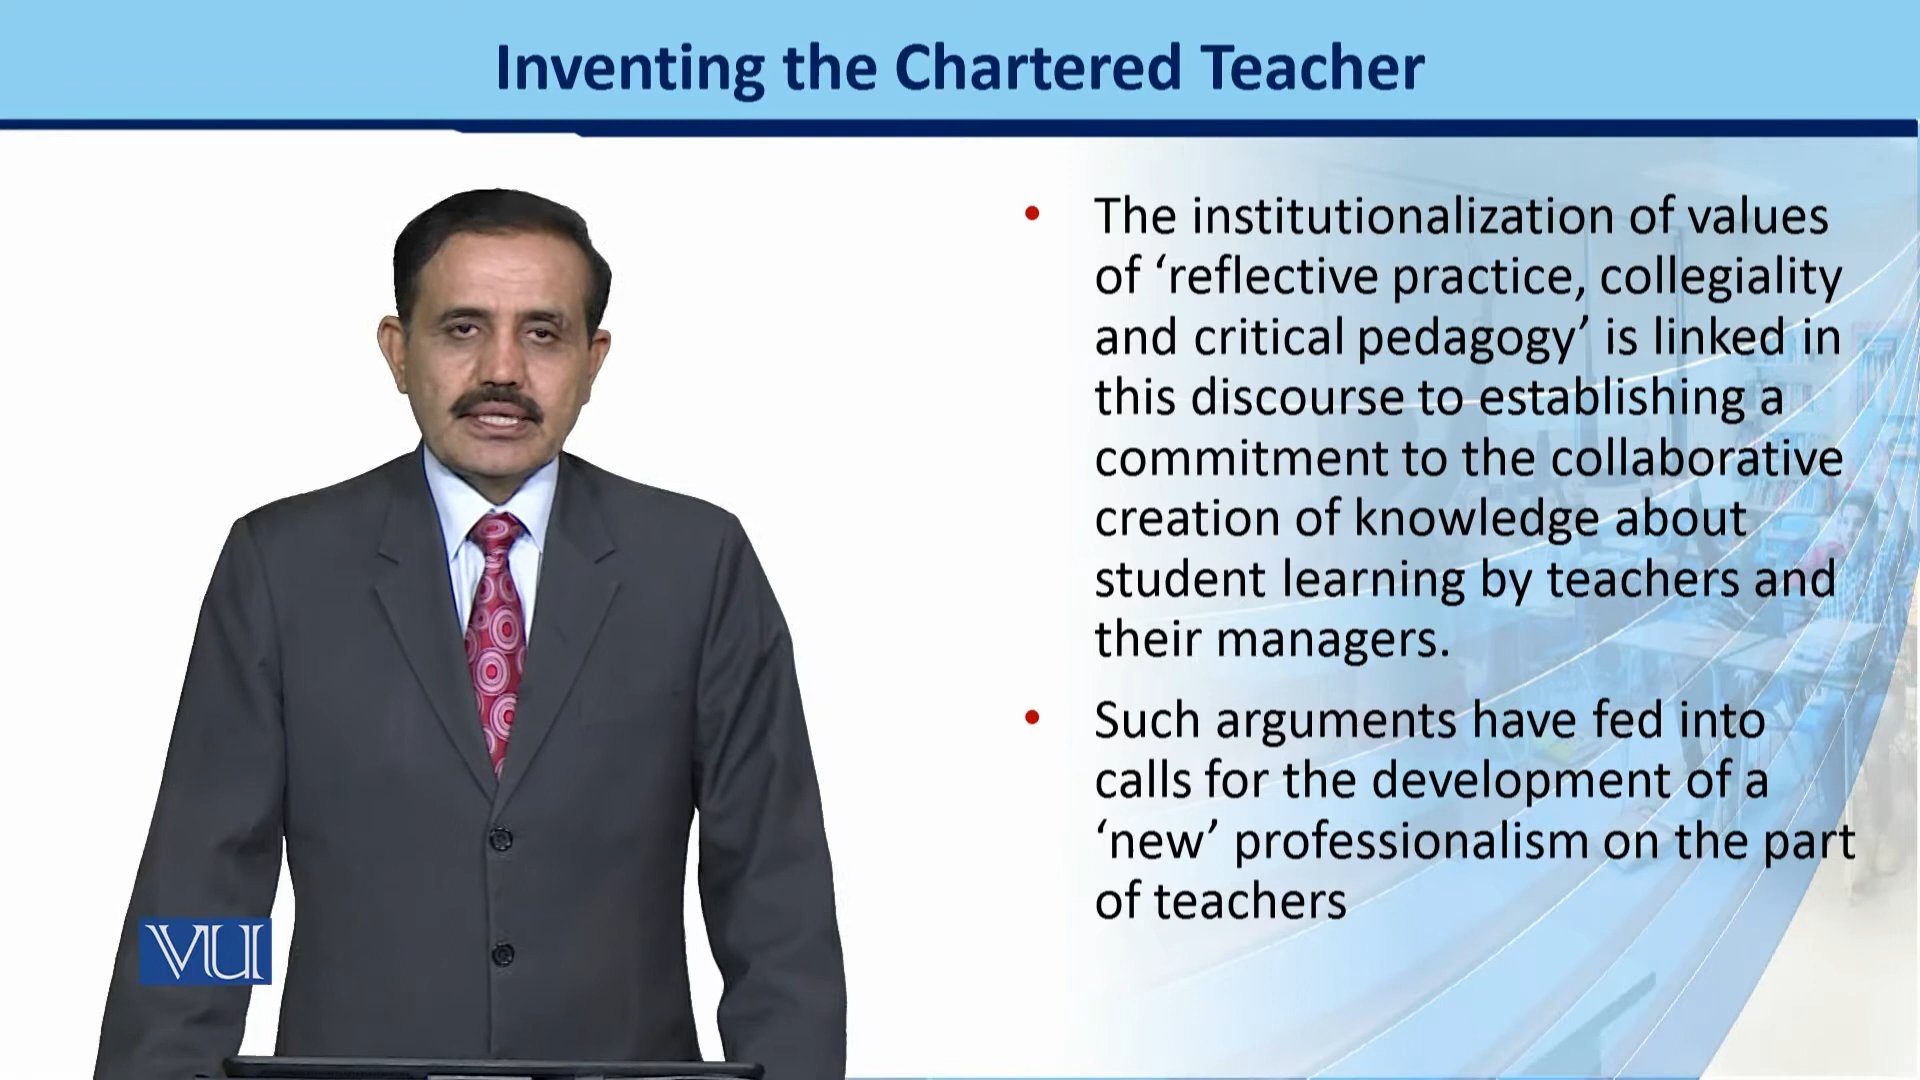 Inventing the Chartered Teacher
• The institutionalization of values
of ‘reflective practice, collegiality
and critical pedagogy’ is linked in
this discourse to establishing a
commitment to the collaborative
creation of knowledge about
student learning by teachers and
their managers.
• Such arguments have fed into
calls for the development of a
‘new’ professionalism on the part
of teachers
VU